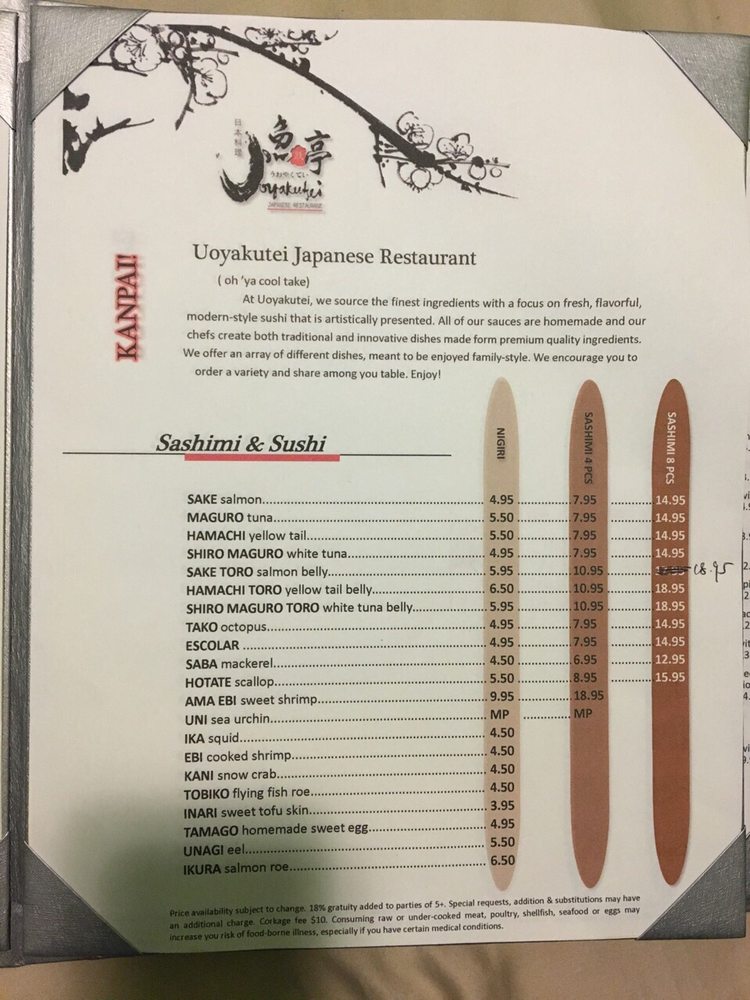 日本料理
魚 亭
うおやくてい
Uoyakutei
JAPANESE RESTAURANT
KANPAI!
Uoyakutei Japanese Restaurant
( oh 'ya cool take)
At Uoyakutei, we source the finest ingredients with a focus on fresh, flavorful,
modern-style sushi that is artistically presented. All of our sauces are homemade and our
chefs create both traditional and innovative dishes made form premium quality ingredients.
We offer an array of different dishes, meant to be enjoyed family-style. We encourage you to
order a variety and share among you table. Enjoy!
Sashimi & Sushi
NIGIRI SASHIMI 4 PCS SASHIMI 8 PCS
SAKE salmon 4.95 7.95 14.95
MAGURO tuna 5.50 7.95 14.95
HAMACHI yellow tail 5.50 7.95 14.95
SHIRO MAGURO white tuna 4.95 7.95 14.95
SAKE TORO salmon belly 5.95 10.95 18.95
HAMACHI TORO yellow tail belly 6.50 10.95 18.95
SHIRO MAGURO TORO white tuna belly 5.95 10.95 18.95
TAKO octopus 4.95 7.95 14.95
ESCOLAR 4.95 7.95 14.95
SABA mackerel 4.50 6.95 12.95
HOTATE scallop 5.50 8.95 15.95
AMA EBI sweet shrimp 9.95 18.95
UNI sea urchin MP MP
IKA squid 4.50
EBI cooked shrimp 4.50
KANI snow crab 4.50
TOBIKO flying fish roe 4.50
INARI sweet tofu skin 3.95
TAMAGO homemade sweet egg 4.95
UNAGI eel 5.50
IKURA salmon roe 6.50
Price availability subject to change. 18% gratuity added to parties of 5+. Special requests, addition & substitutions may have
an additional charge. Corkage fee $10. Consuming raw or under-cooked meat, poultry, shellfish, seafood or eggs may
increase you risk of food-borne illness, especially if you have certain medical conditions.